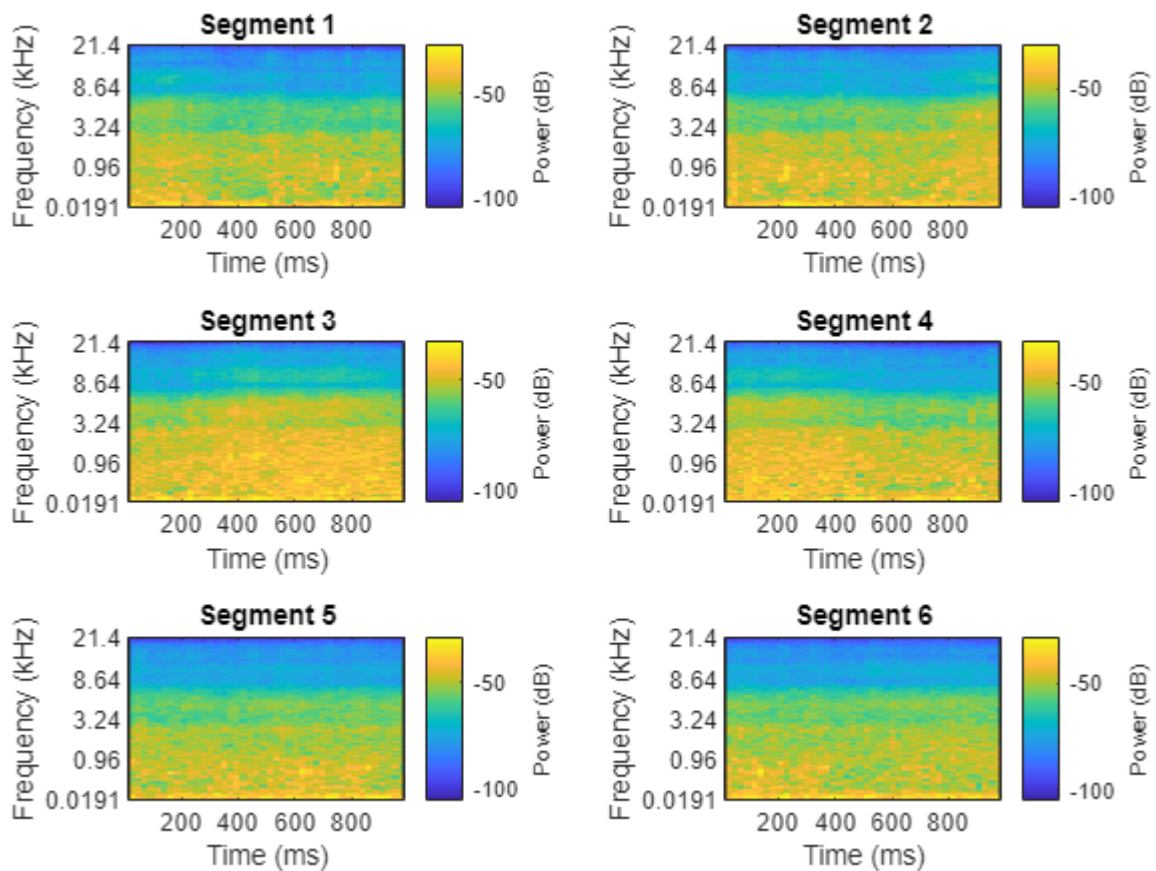 Segment 1
Frequency (kHz)
21.4
8.64
3.24
0.96
0.0191
200 400 600 800
Time (ms)
-50
-100
Power (dB)
Segment 2
Frequency (kHz)
21.4
8.64
3.24
0.96
0.0191
200 400 600 800
Time (ms)
-50
-100
Power (dB)
Segment 3
Frequency (kHz)
21.4
8.64
3.24
0.96
0.0191
200 400 600 800
Time (ms)
-50
-100
Power (dB)
Segment 4
Frequency (kHz)
21.4
8.64
3.24
0.96
0.0191
200 400 600 800
Time (ms)
-50
-100
Power (dB)
Segment 5
Frequency (kHz)
21.4
8.64
3.24
0.96
0.0191
200 400 600 800
Time (ms)
-50
-100
Power (dB)
Segment 6
Frequency (kHz)
21.4
8.64
3.24
0.96
0.0191
200 400 600 800
Time (ms)
-50
-100
Power (dB)